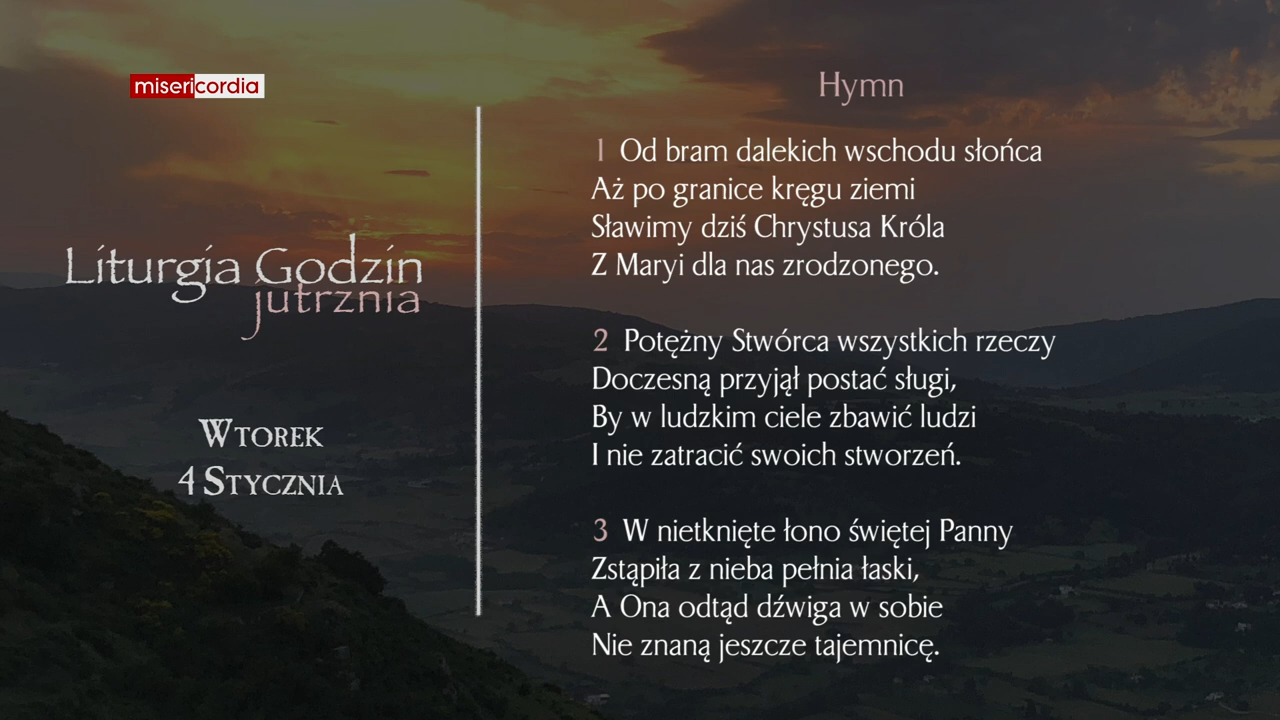 misericordia
Liturgia Godzin
jutrznia
Wtorek
4 Stycznia
Hymn
1 Od bram dalekich wschodu słońca
Aż po granice kręgu ziemi
Sławimy dziś Chrystusa Króla
Z Maryi dla nas zrodzonego.
2 Potężny Stwórca wszystkich rzeczy
Doczesną przyjął postać sługi,
By w ludzkim ciele zbawić ludzi
I nie zatracić swoich stworzeń.
3 W nietknięte łono świętej Panny
Zstąpiła z nieba pełnia łaski,
A Ona odtąd dźwiga w sobie
Nie znaną jeszcze tajemnicę.